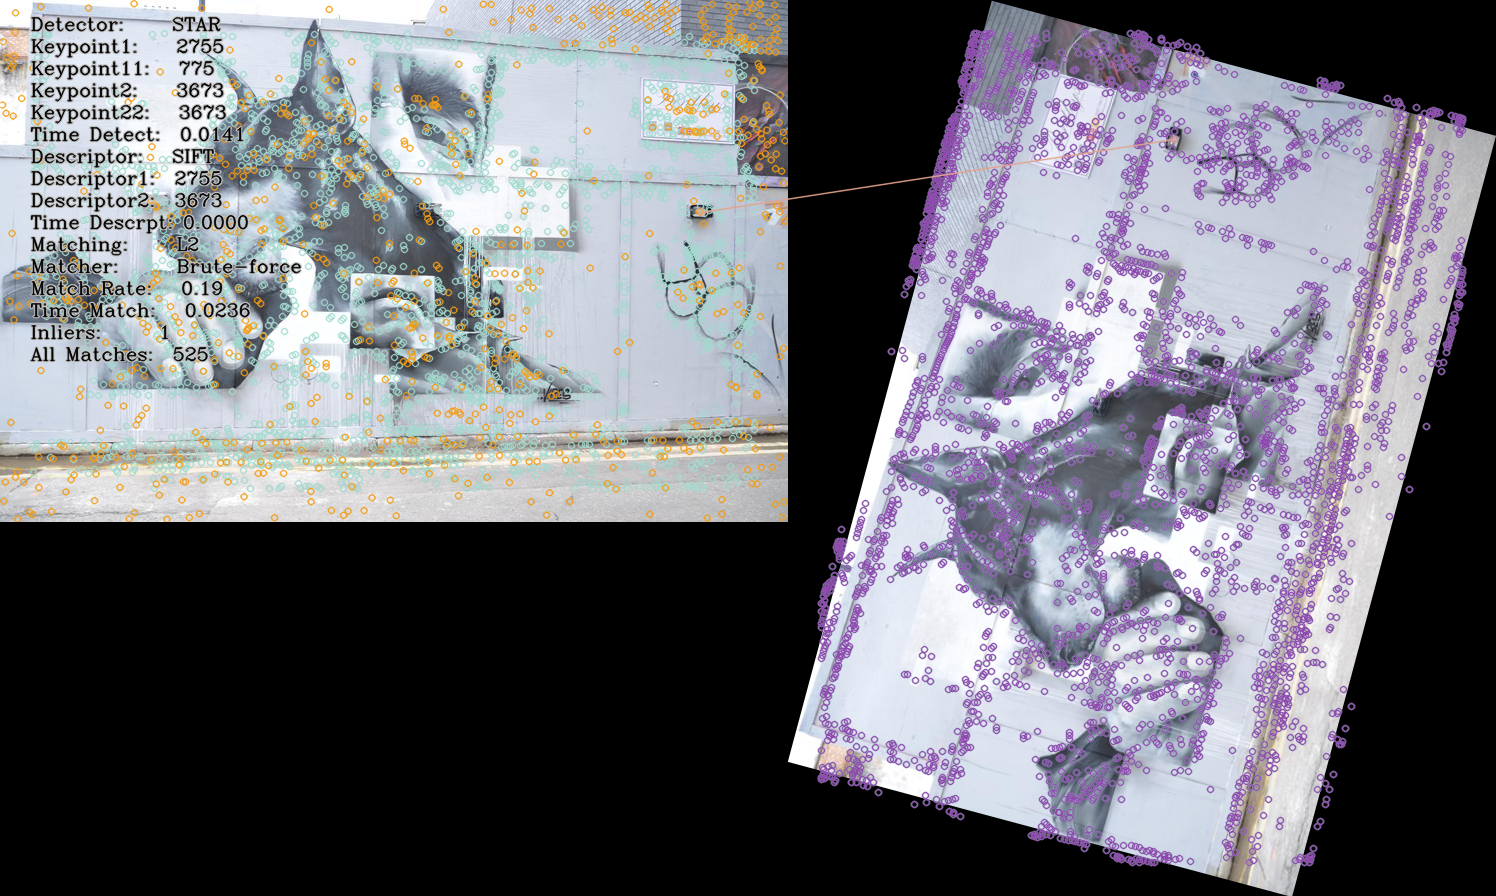 Detector: STAR
Keypoint1: 2755
Keypoint11: 775
Keypoint2: 3673
Keypoint22: 3673
Time Detect: 0.0141
Descriptor: SIFT
Descriptor1: 2755
Descriptor2: 3673
Time Descrpt: 0.0000
Matching: L2
Matcher: Brute-force
Match Rate: 0.19
Time Match: 0.0236
Inliers: 1
All Matches: 525